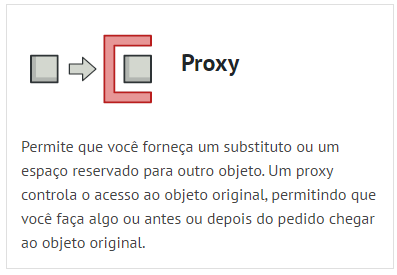 Proxy
Permite que você forneça um substituto ou um
espaço reservado para outro objeto. Um proxy
controla o acesso ao objeto original, permitindo que
você faça algo ou antes ou depois do pedido chegar
ao objeto original.